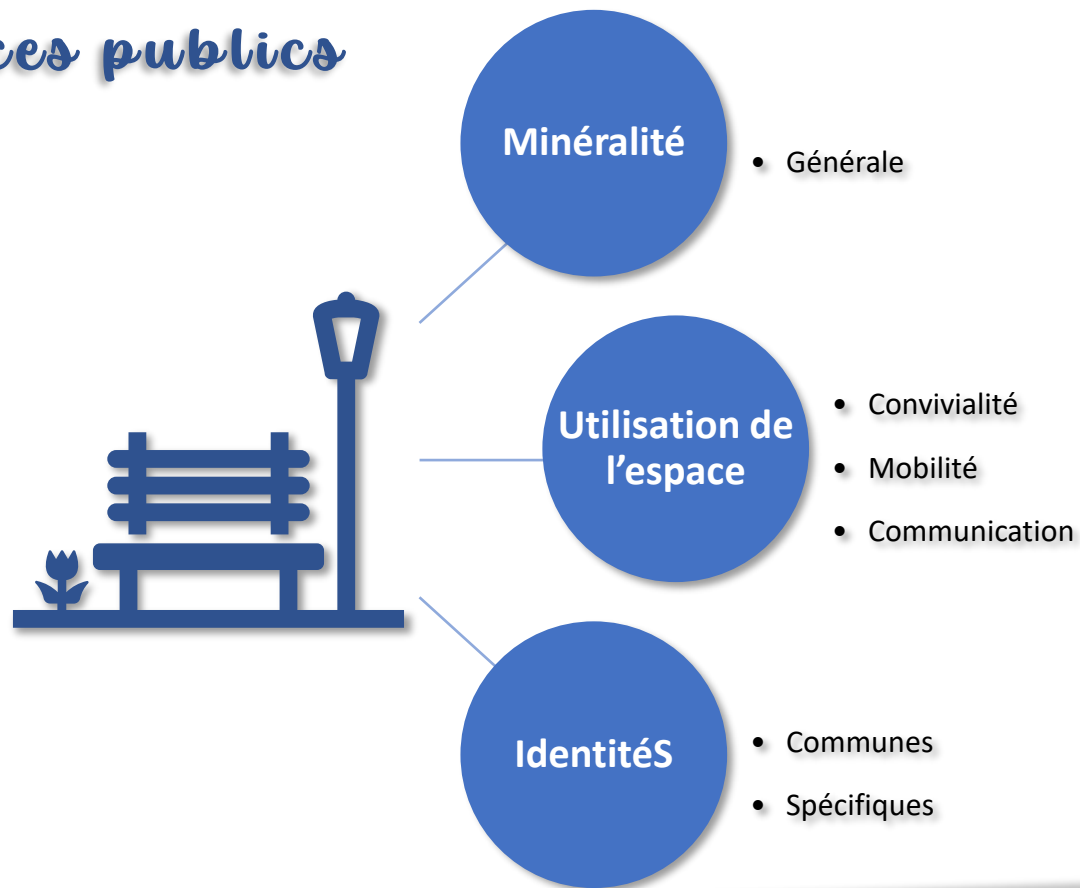 ces publics
Minéralité
• Générale
Utilisation de
l'espace
• Convivialité
• Mobilité
• Communication
IdentitéS
• Communes
• Spécifiques